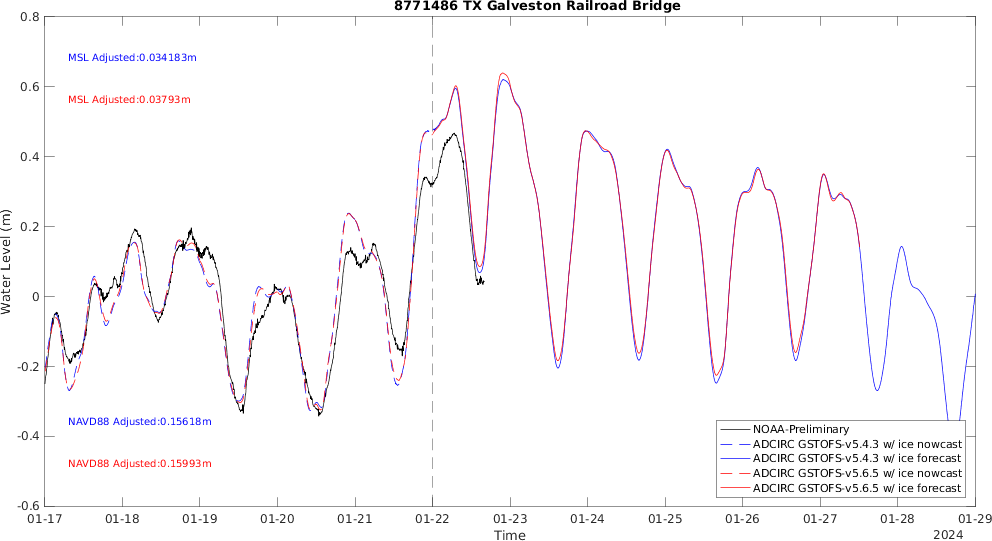 8771486 TX Galveston Railroad Bridge
0.8
0.6
0.4
0.2
0
-0.2
-0.4
-0.6
Water Level (m)
MSL Adjusted:0.034183m
MSL Adjusted:0.03793m
NAVD88 Adjusted:0.15618m
NAVD88 Adjusted:0.15993m
NOAA-Preliminary
ADCIRC GSTOFS-v5.4.3 w/ ice nowcast
ADCIRC GSTOFS-v5.4.3 w/ ice forecast
ADCIRC GSTOFS-v5.6.5 w/ ice nowcast
ADCIRC GSTOFS-v5.6.5 w/ ice forecast
01-17 01-18 01-19 01-20 01-21 01-22 01-23 01-24 01-25 01-26 01-27 01-28 01-29
Time
2024